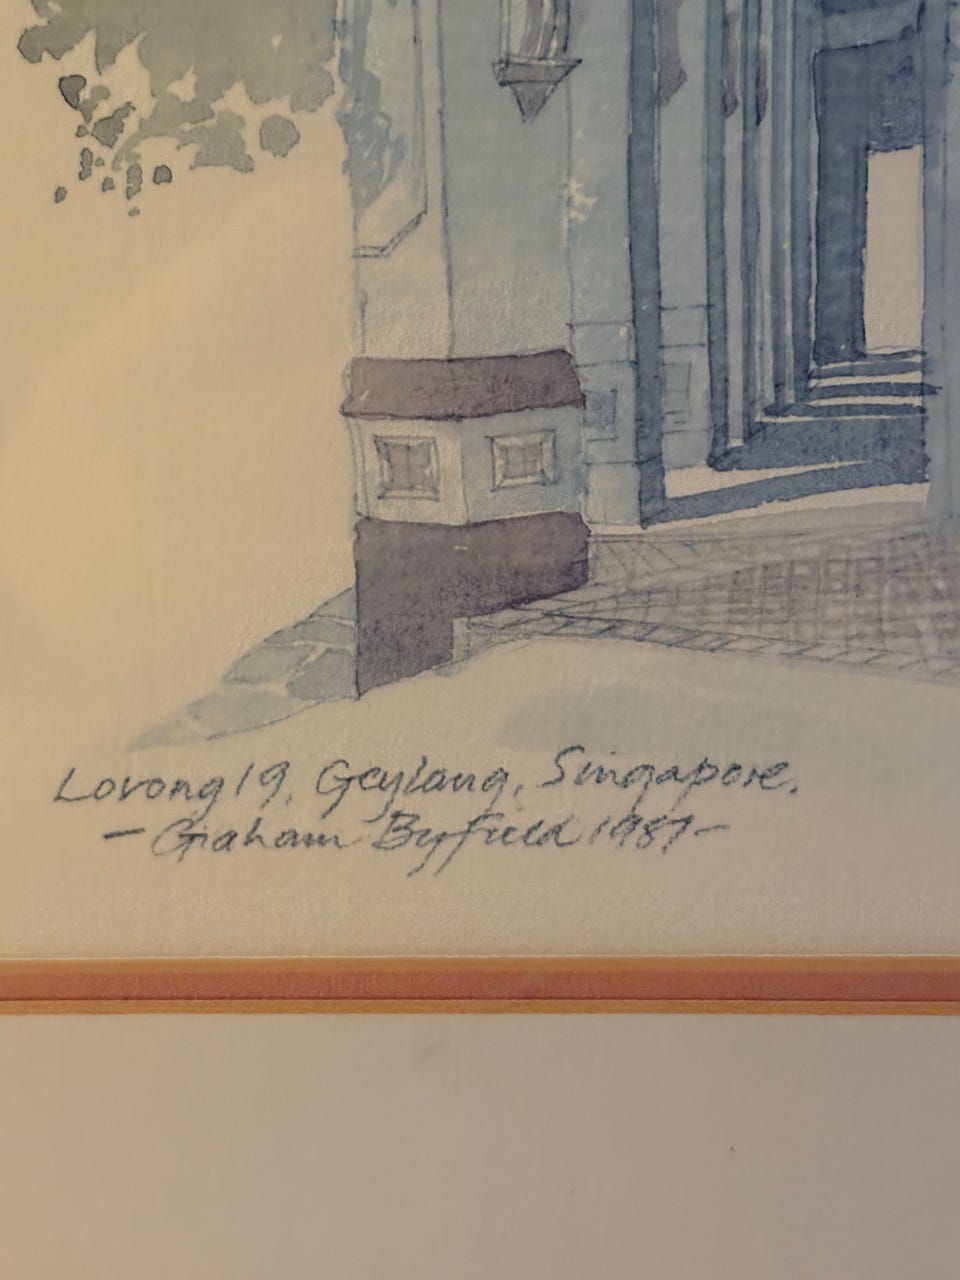 Lorong 19, Geylang, Singapore.
— Graham Byfield 1987 —